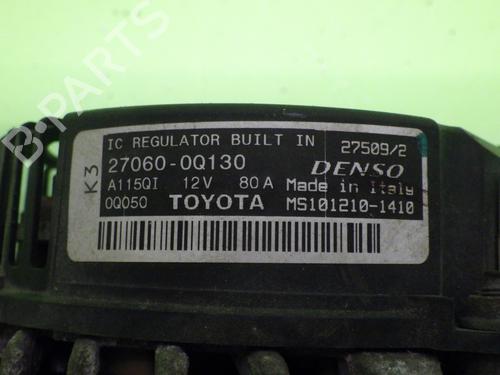 IC REGULATOR BUILT IN 27509/2
K3
27060-0Q130 DENSO
A115QI 12V 80A Made in Italy
0Q050 TOYOTA MS101210-1410